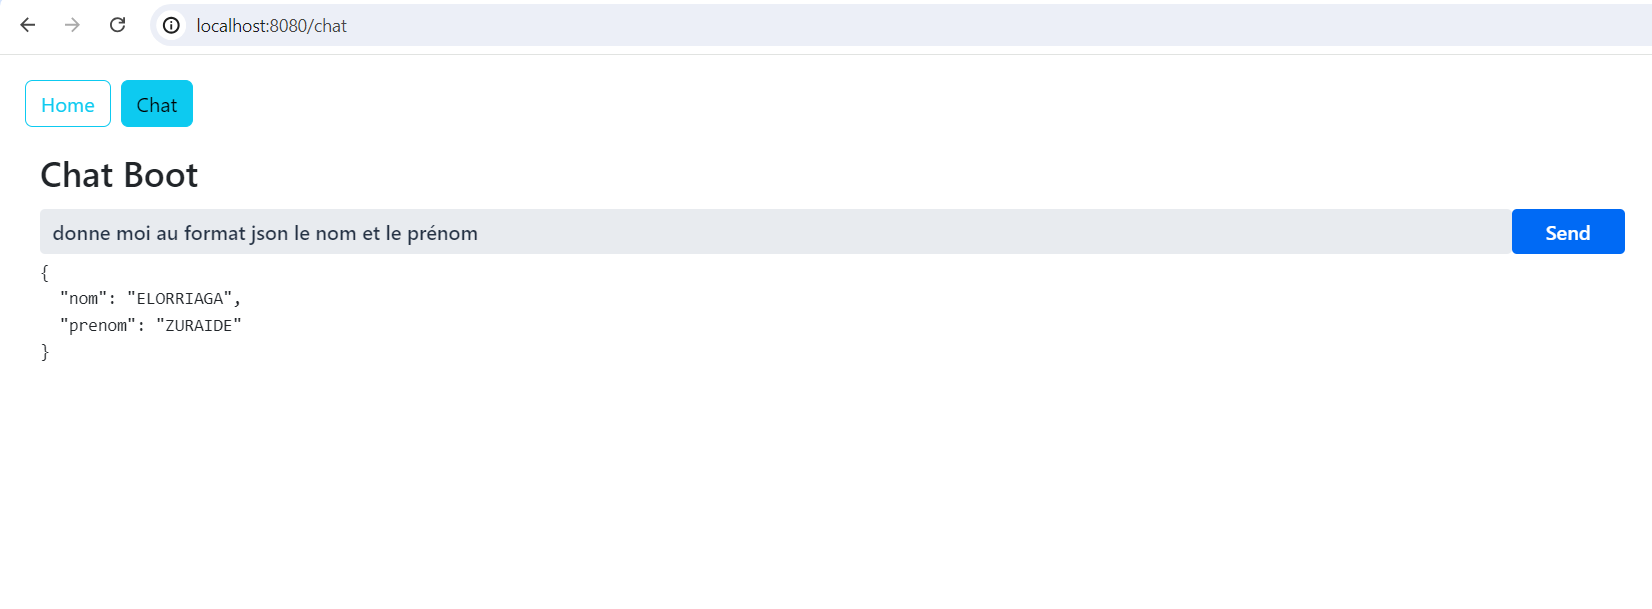 localhost:8080/chat
Home Chat
Chat Boot
donne moi au format json le nom et le prénom Send
{
"nom": "ELORRIAGA",
"prenom": "ZURAIDE"
}